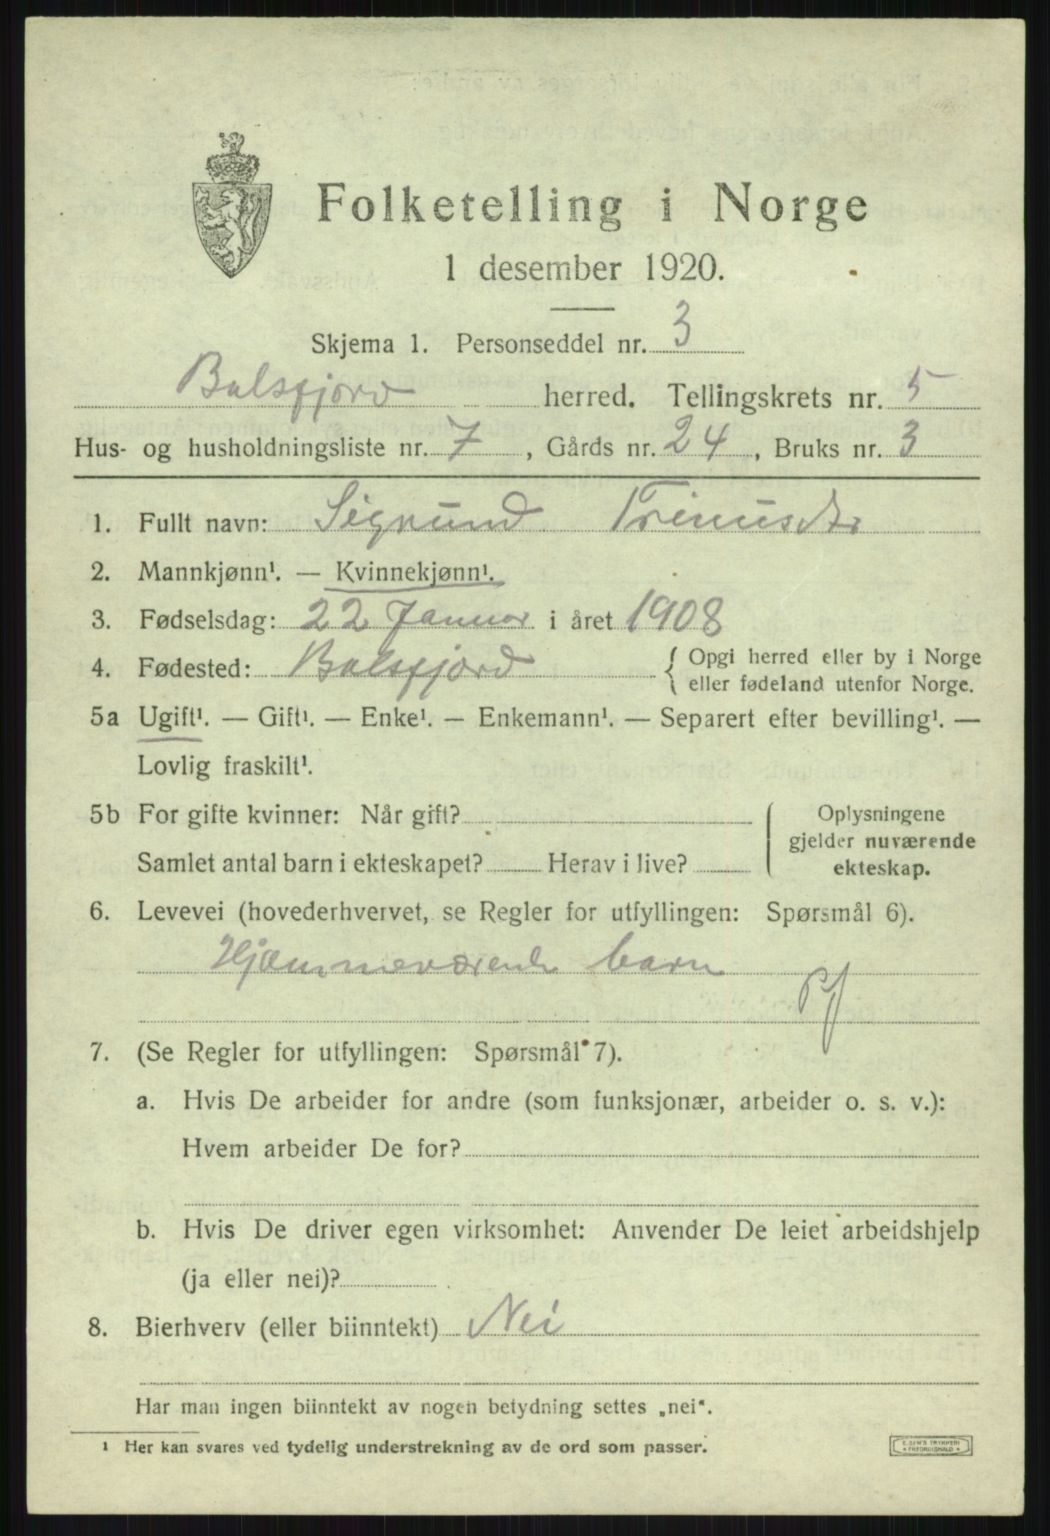 Folketelling i Norge
1 desember 1920.
Skjema 1. Personseddel nr. 3
Balsfjord herred. Tellingskrets nr. 5
Hus- og husholdningsliste nr. 7, Gårds nr. 24, Bruks nr. 3
1. Fullt navn: Sigrund
2. Mannkjønn¹. — Kvinnekjønn¹.
3. Fødselsdag: 22 Januar i året 1908
4. Fødested: Balsfjord { Opgi herred eller by i Norge
eller fødeland utenfor Norge.
5a Ugift¹. — Gift¹. — Enke¹. — Enkemann¹. — Separert efter bevilling¹. —
Lovlig fraskilt¹.
5b For gifte kvinner: Når gift?
Samlet antal barn i ekteskapet? Herav i live?
Oplysningene
gjelder nuværende
ekteskap.
6. Levevei (hovederhvervet, se Regler for utfyllingen: Spørsmål 6).
Hjemmeværende barn
7. (Se Regler for utfyllingen: Spørsmål 7).
a. Hvis De arbeider for andre (som funksjonær, arbeider o. s. v.):
Hvem arbeider De for?
b. Hvis De driver egen virksomhet: Anvender De leiet arbeidshjelp
(ja eller nei)?
8. Bierhverv (eller biinntekt) Nei
Har man ingen biinntekt av nogen betydning settes „nei“.
¹ Her kan svares ved tydelig understrekning av de ord som passer.